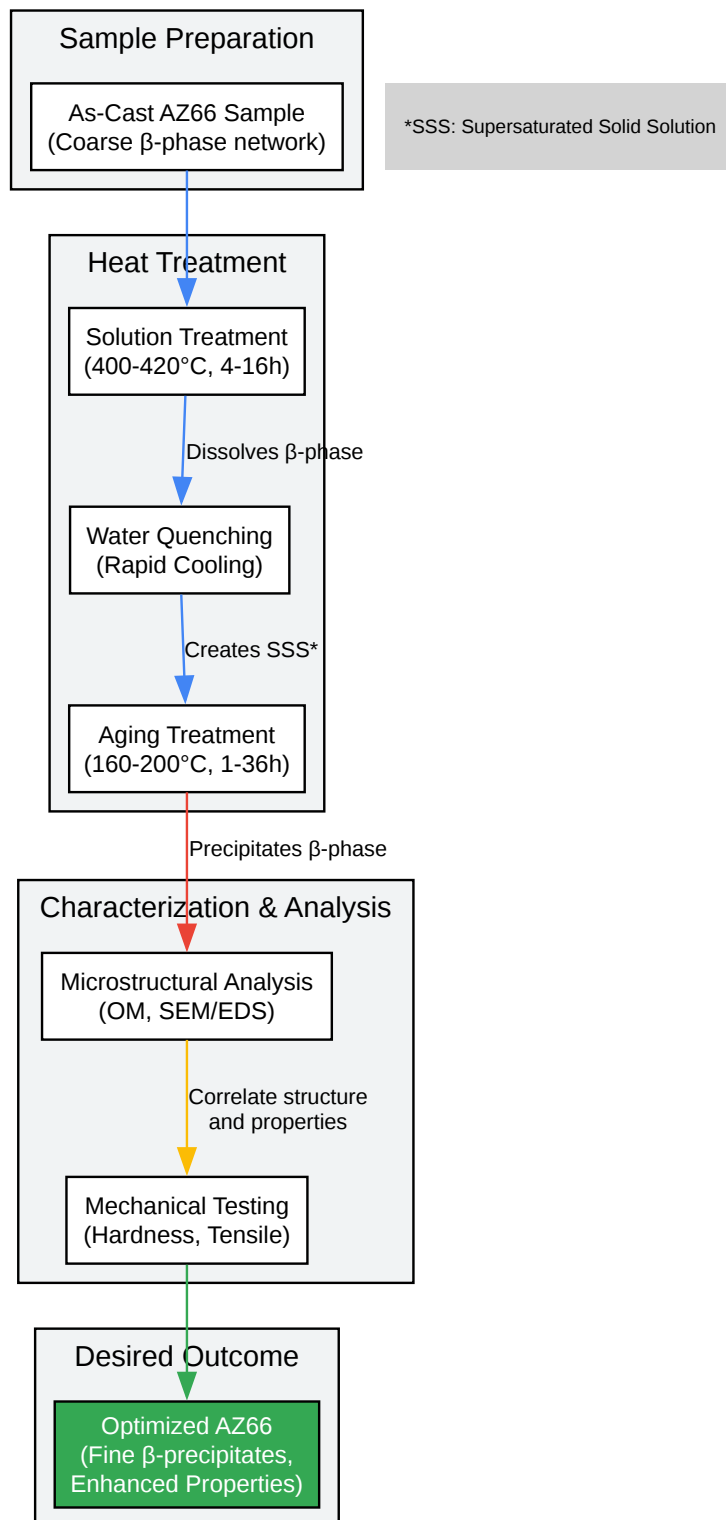 Sample Preparation
As-Cast AZ66 Sample
(Coarse β-phase network)
*SSS: Supersaturated Solid Solution
Heat Treatment
Solution Treatment
(400-420°C, 4-16h)
Dissolves β-phase
Water Quenching
(Rapid Cooling)
Creates SSS*
Aging Treatment
(160-200°C, 1-36h)
Precipitates β-phase
Characterization & Analysis
Microstructural Analysis
(OM, SEM/EDS)
Correlate structure
and properties
Mechanical Testing
(Hardness, Tensile)
Desired Outcome
Optimized AZ66
(Fine β-precipitates,
Enhanced Properties)